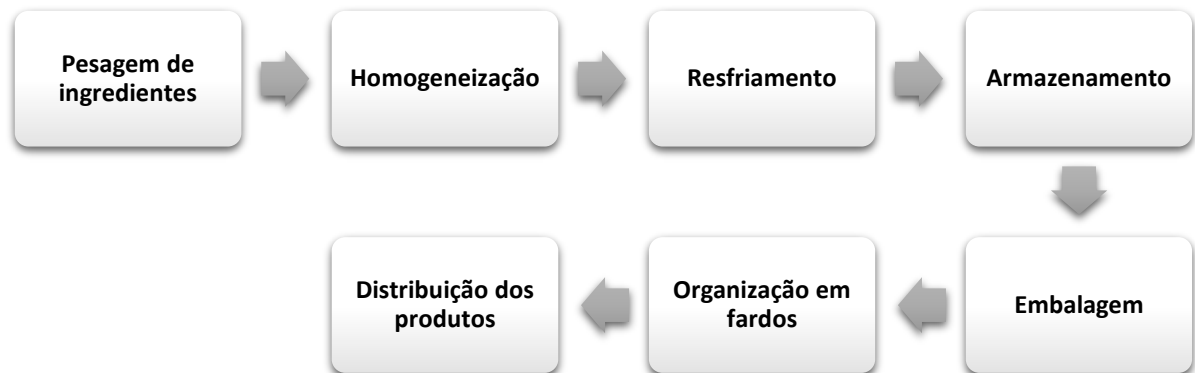 Pesagem de
ingredientes
Homogeneização
Resfriamento
Armazenamento
Embalagem
Organização em
fardos
Distribuição dos
produtos